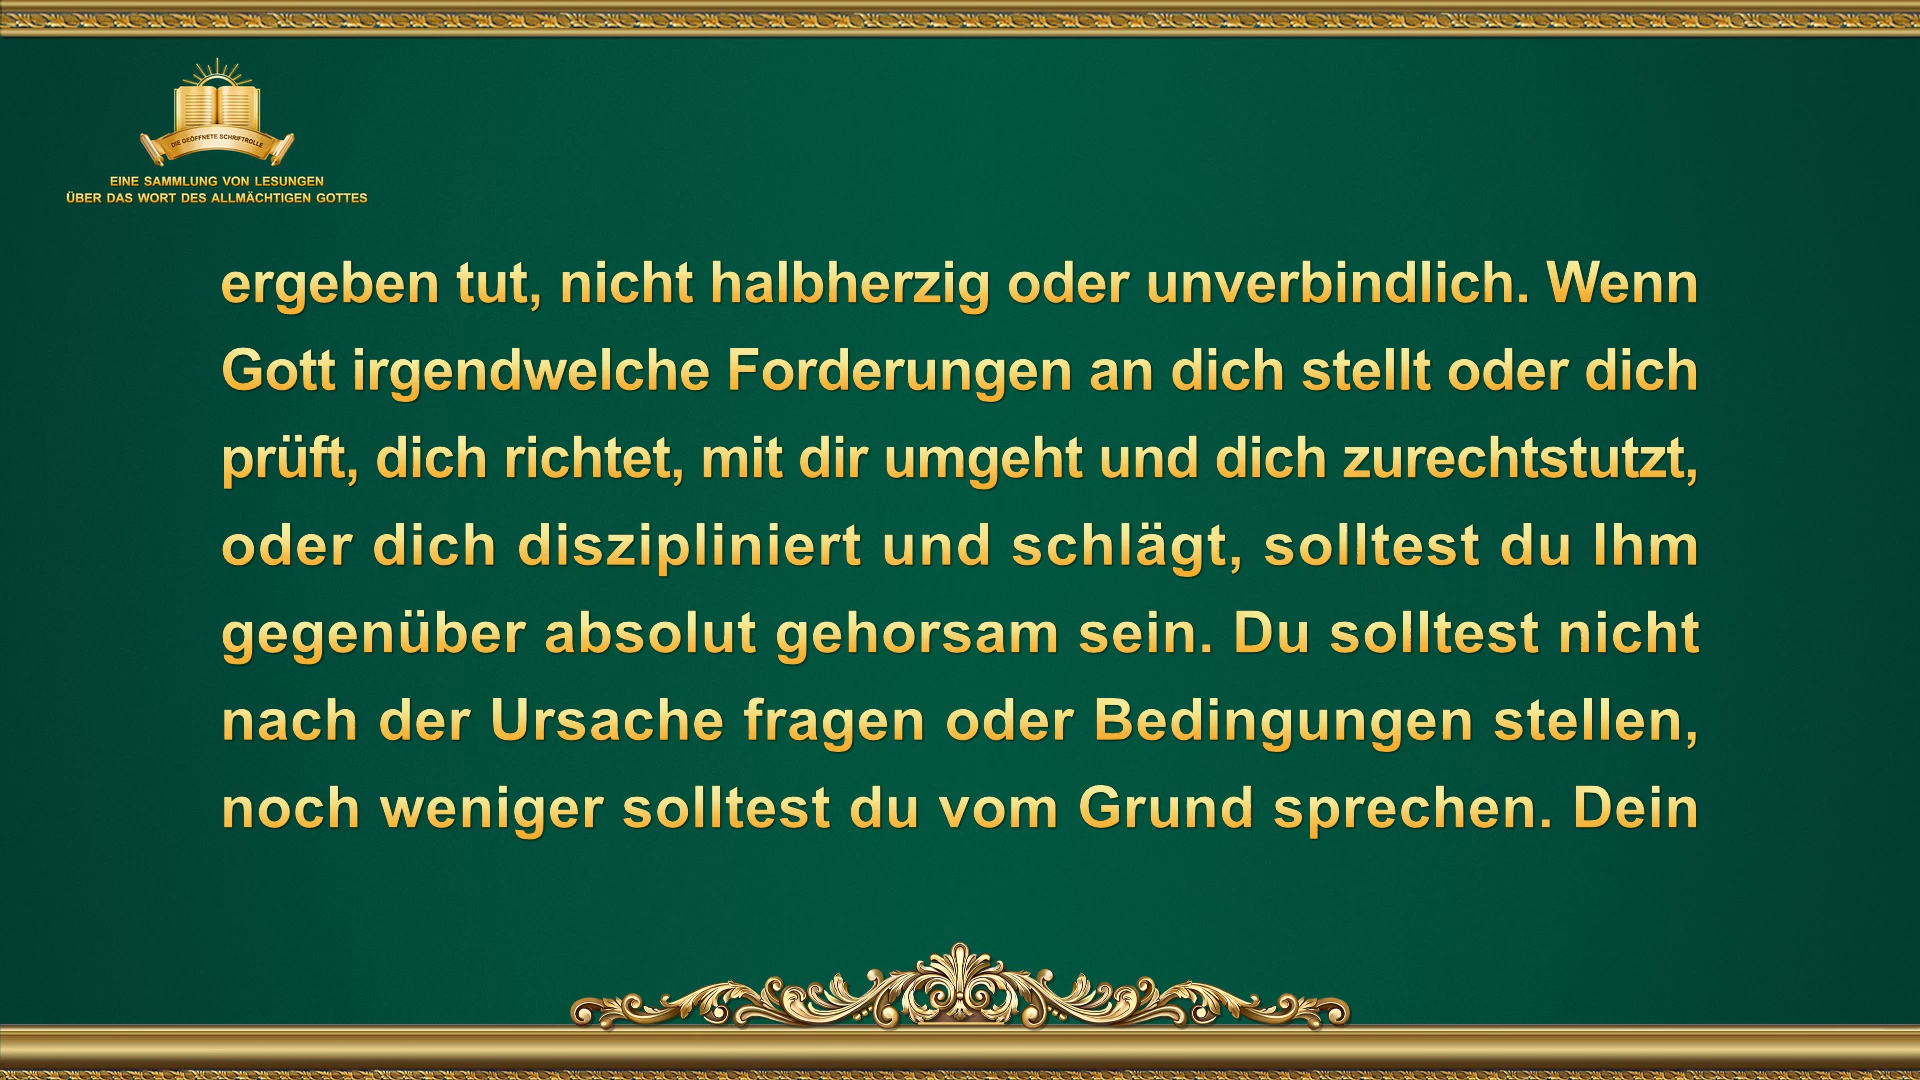 DIE GEÖFFNETE SCHRIFTROLLE
EINE SAMMLUNG VON LESUNGEN
ÜBER DAS WORT DES ALLMÄCHTIGEN GOTTES
ergeben tut, nicht halbherzig oder unverbindlich. Wenn
Gott irgendwelche Forderungen an dich stellt oder dich
prüft, dich richtet, mit dir umgeht und dich zurechtstutzt,
oder dich diszipliniert und schlägt, solltest du Ihm
gegenüber absolut gehorsam sein. Du solltest nicht
nach der Ursache fragen oder Bedingungen stellen,
noch weniger solltest du vom Grund sprechen. Dein